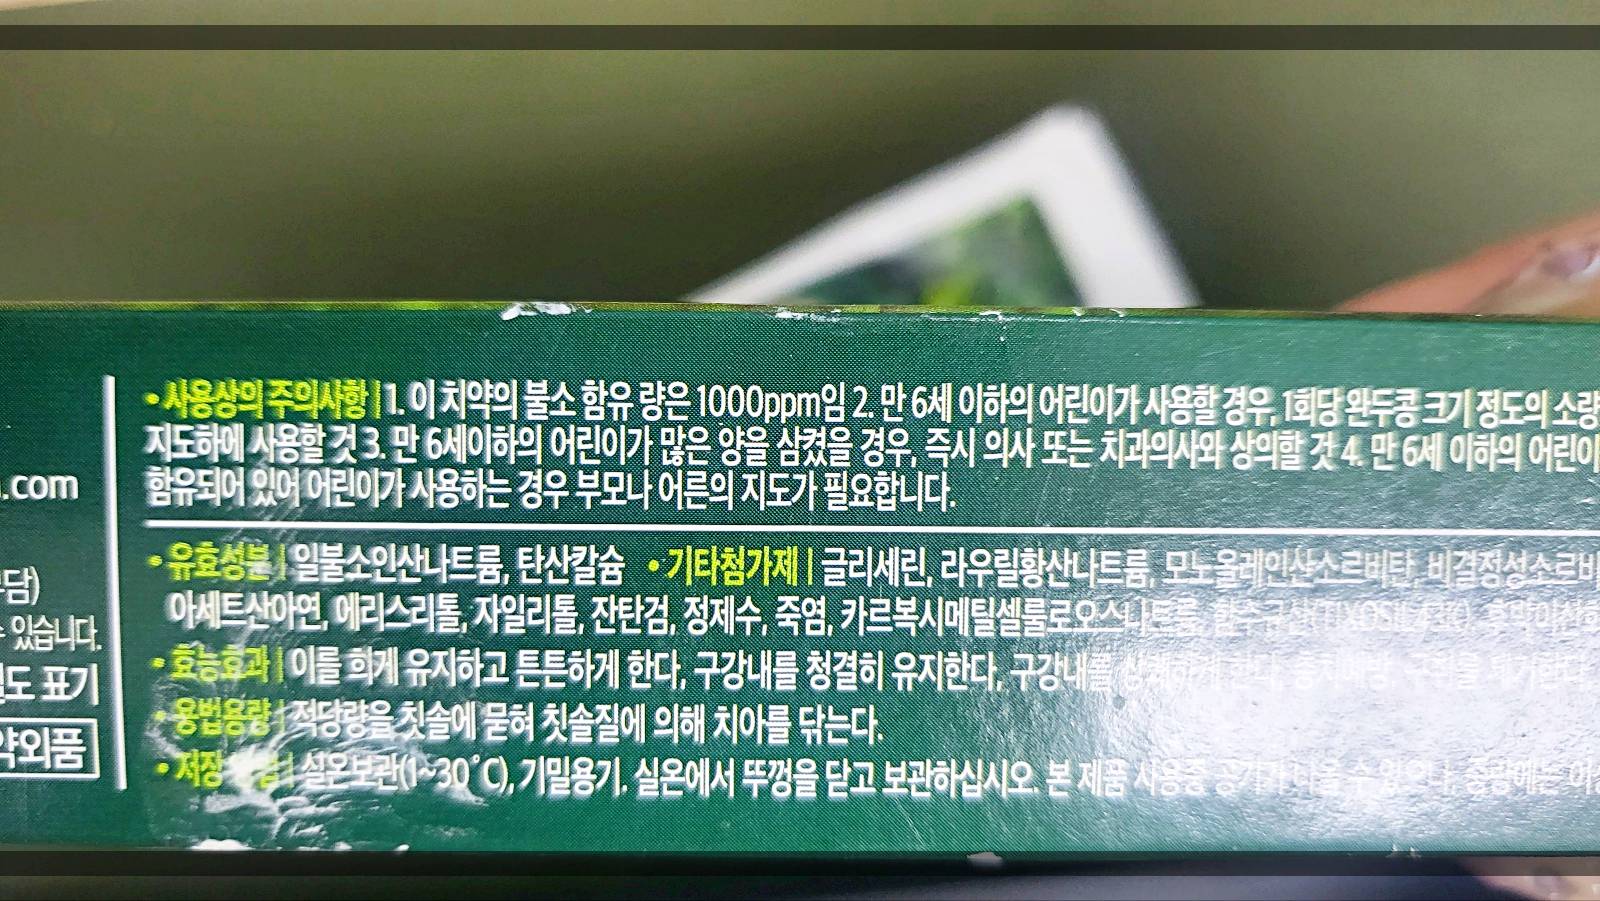 .com
담)
있습니다.
도 표기
약외품
• 사용상의 주의사항 | 1. 이 치약의 불소 함유 량은 1000ppm임 2. 만 6세 이하의 어린이가 사용할 경우, 1회당 완두콩 크기 정도의 소량
지도하에 사용할 것 3. 만 6세이하의 어린이가 많은 양을 삼켰을 경우, 즉시 의사 또는 치과의사와 상의할 것 4. 만 6세 이하의 어린이
함유되어 있어 어린이가 사용하는 경우 부모나 어른의 지도가 필요합니다.
• 유효성분 | 일불소인산나트륨, 탄산칼슘 • 기타첨가제 | 글리세린, 라우릴황산나트륨, 모노올레인산소르비탄, 비결정성소르비
아세트산아연, 에리스리톨, 자일리톨, 잔탄검, 정제수, 죽염, 카르복시메틸셀룰로오스나트륨,
• 효능효과 | 이를 희게 유지하고 튼튼하게 한다, 구강내를 청결히 유지한다, 구강내를
• 용법용량 | 적당량을 칫솔에 묻혀 칫솔질에 의해 치아를 닦는다.
• 저장 | 실온보관(1~30˚C), 기밀용기. 실온에서 뚜껑을 닫고 보관하십시오. 본 제품 사용중 공기가 나올 수 있으나, 중량에는